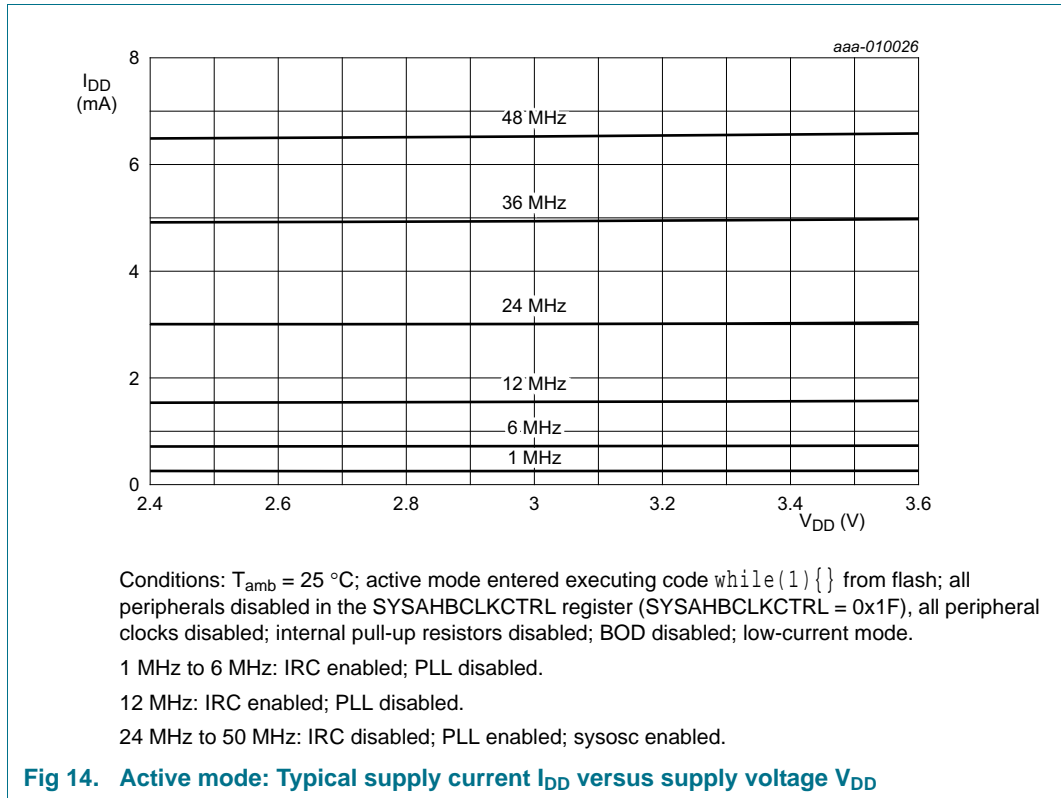 aaa-010026
8
I_DD
(mA)
48 MHz
6
36 MHz
4
24 MHz
2
12 MHz
6 MHz
1 MHz
0
2.4 2.6 2.8 3 3.2 3.4 3.6
V_DD (V)
Conditions: T_amb = 25 °C; active mode entered executing code while(1){} from flash; all
peripherals disabled in the SYSAHBCLKCTRL register (SYSAHBCLKCTRL = 0x1F), all peripheral
clocks disabled; internal pull-up resistors disabled; BOD disabled; low-current mode.
1 MHz to 6 MHz: IRC enabled; PLL disabled.
12 MHz: IRC enabled; PLL disabled.
24 MHz to 50 MHz: IRC disabled; PLL enabled; sysosc enabled.
Fig 14. Active mode: Typical supply current I_DD versus supply voltage V_DD